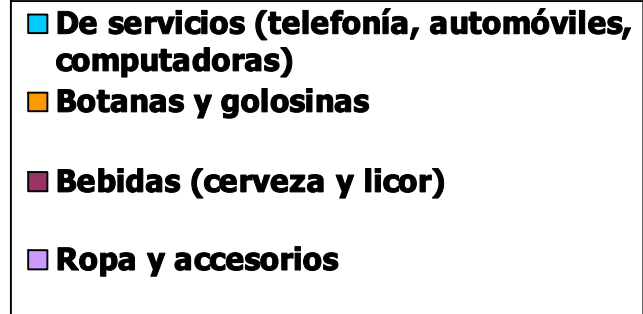 De servicios (telefonía, automóviles,
computadoras)
Botanas y golosinas
Bebidas (cerveza y licor)
Ropa y accesorios